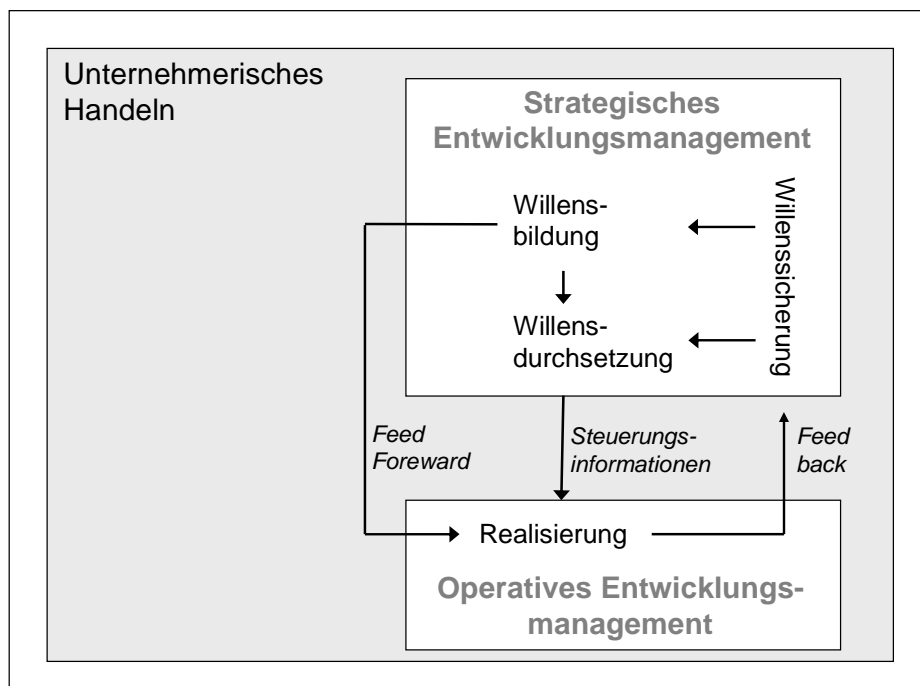 Unternehmerisches
Handeln
Strategisches
Entwicklungsmanagement
Willens-
bildung
Willenssicherung
Willens-
durchsetzung
Feed
Foreward
Steuerungs-
informationen
Feed
back
Realisierung
Operatives Entwicklungs-
management